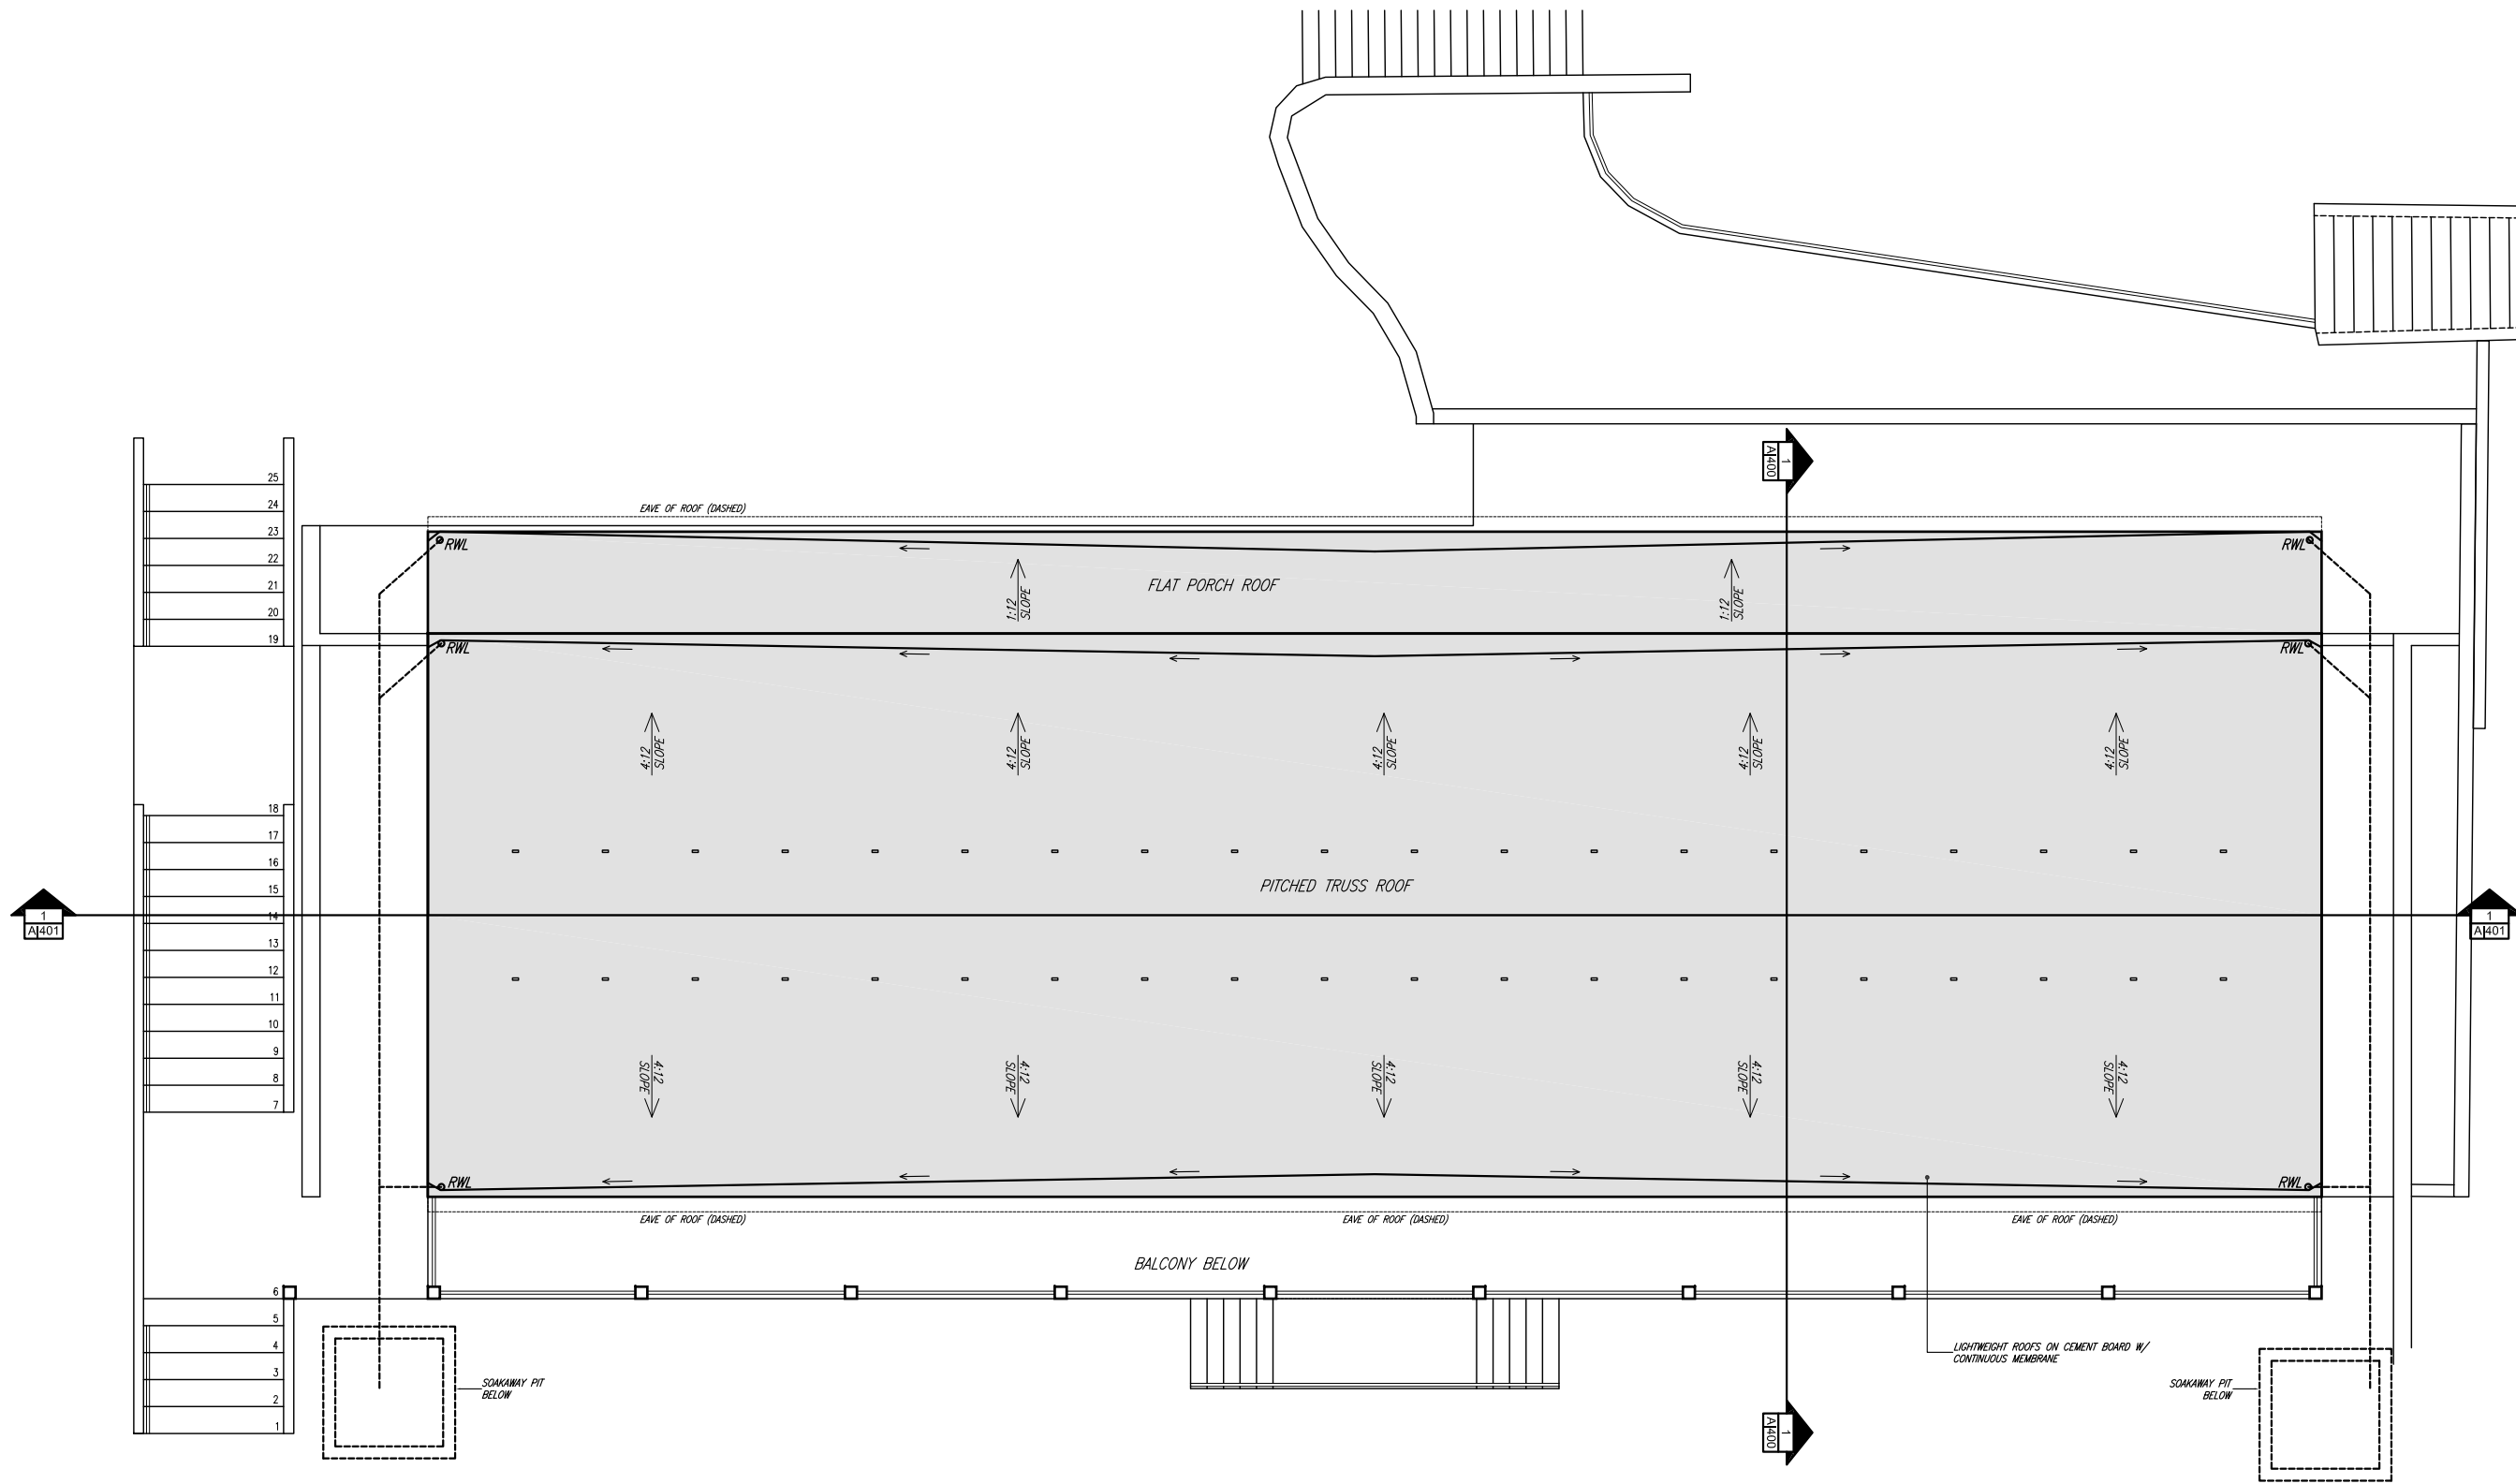 1
A|400
25
24
23
22
21
20
19
EAVE OF ROOF (DASHED)
RWL
RWL
FLAT PORCH ROOF
1:12
SLOPE
1:12
SLOPE
RWL
RWL
4:12
SLOPE
4:12
SLOPE
4:12
SLOPE
4:12
SLOPE
4:12
SLOPE
18
17
16
15
14
13
12
11
10
9
8
7
PITCHED TRUSS ROOF
1
A|401
1
A|401
4:12
SLOPE
4:12
SLOPE
4:12
SLOPE
4:12
SLOPE
4:12
SLOPE
RWL
RWL
EAVE OF ROOF (DASHED)
EAVE OF ROOF (DASHED)
EAVE OF ROOF (DASHED)
BALCONY BELOW
6
5
4
3
2
1
LIGHTWEIGHT ROOFS ON CEMENT BOARD W/
CONTINUOUS MEMBRANE
SOAKAWAY PIT
BELOW
SOAKAWAY PIT
BELOW
1
A|400